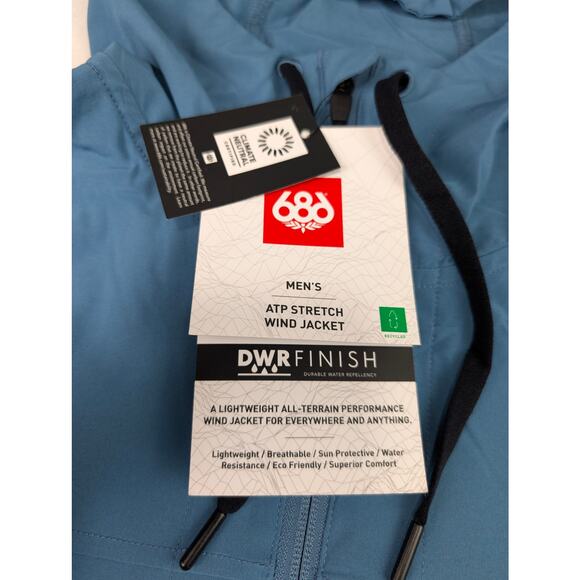 CLIMATE
NEUTRAL
CERTIFIED
686
MEN'S
ATP STRETCH
WIND JACKET
RECYCLED
DWR FINISH
DURABLE WATER REPELLENCY
A LIGHTWEIGHT ALL-TERRAIN PERFORMANCE
WIND JACKET FOR EVERYWHERE AND ANYTHING.
Lightweight / Breathable / Sun Protective / Water
Resistance / Eco Friendly / Superior Comfort